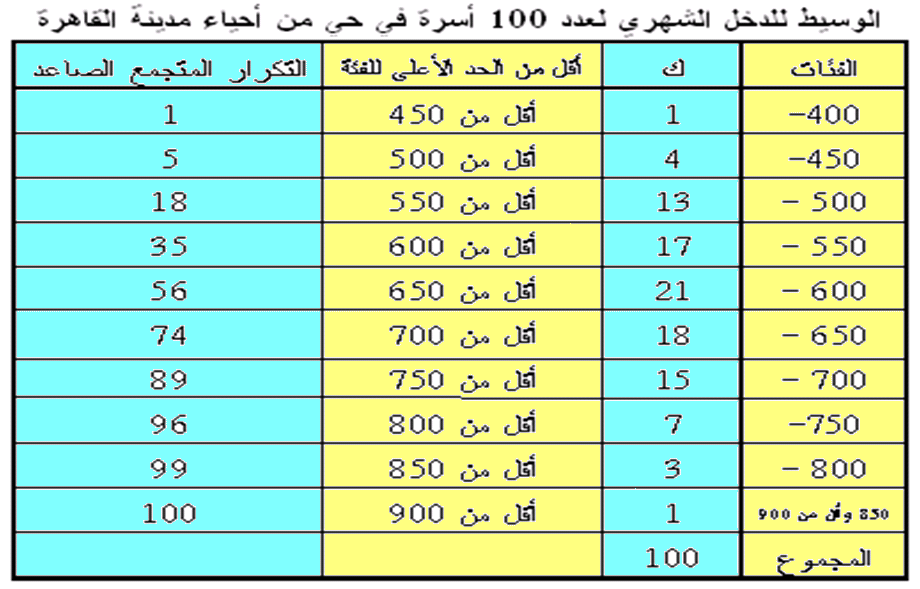 الوسيط للدخل الشهري لعدد 100 أسرة في حي من أحياء مدينة القاهرة
الفئات ك أقل من الحد الأعلى للفئة التكرار المتجمع الصاعد
400– 1 أقل من 450 1
450– 4 أقل من 500 5
500 – 13 أقل من 550 18
550 – 17 أقل من 600 35
600 – 21 أقل من 650 56
650 – 18 أقل من 700 74
700 – 15 أقل من 750 89
750– 7 أقل من 800 96
800 – 3 أقل من 850 99
850 وأقل من 900 1 أقل من 900 100
المجموع 100